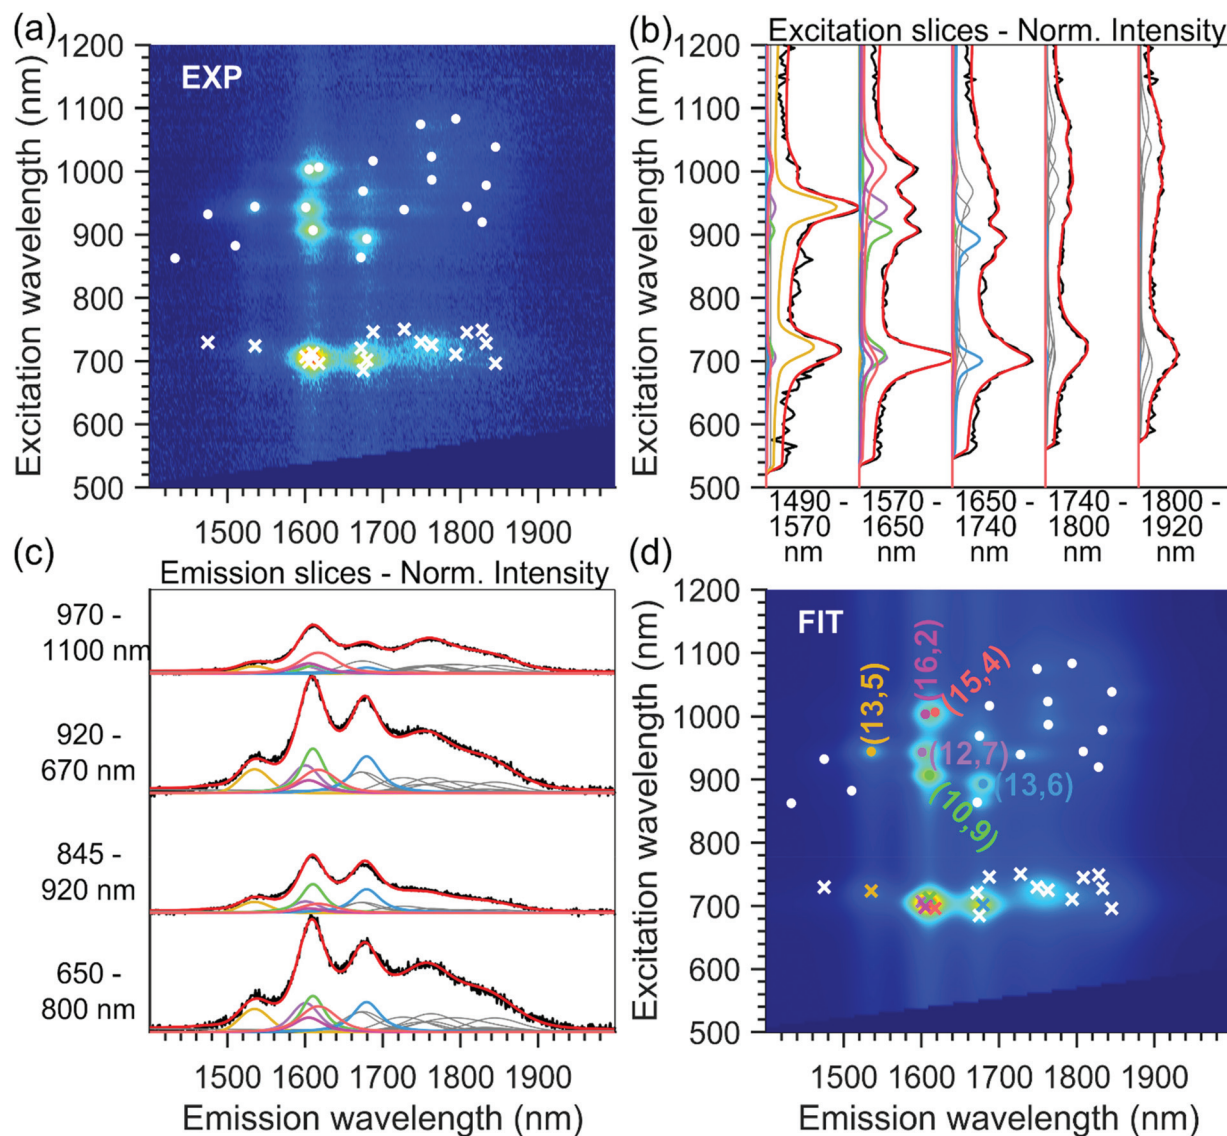 (a)
1200
1100
1000
900
800
700
600
500
Excitation wavelength (nm)
EXP
1500 1600 1700 1800 1900
(b)
Excitation slices - Norm. Intensity
1200
1100
1000
900
800
700
600
500
Excitation wavelength (nm)
1490 - 1570 - 1650 - 1740 - 1800 -
1570 1650 1740 1800 1920
nm nm nm nm nm
(c)
Emission slices - Norm. Intensity
970 -
1100 nm
920 -
670 nm
845 -
920 nm
650 -
800 nm
1500 1600 1700 1800 1900
Emission wavelength (nm)
(d)
1200
1100
1000
900
800
700
600
500
Excitation wavelength (nm)
FIT
(13,5)
(16,2)
(15,4)
(12,7)
(13,6)
(10,9)
1500 1600 1700 1800 1900
Emission wavelength (nm)